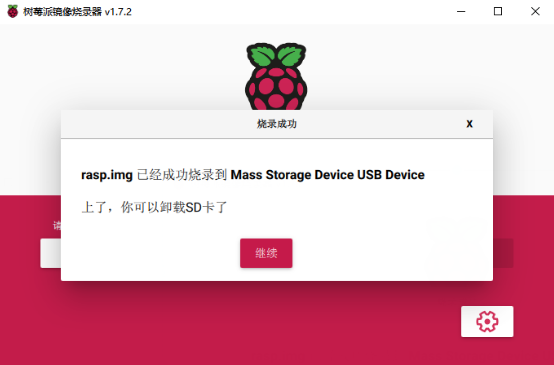 树莓派镜像烧录器 v1.7.2
烧录成功
X
rasp.img 已经成功烧录到 Mass Storage Device USB Device
上了，你可以卸载SD卡了
继续